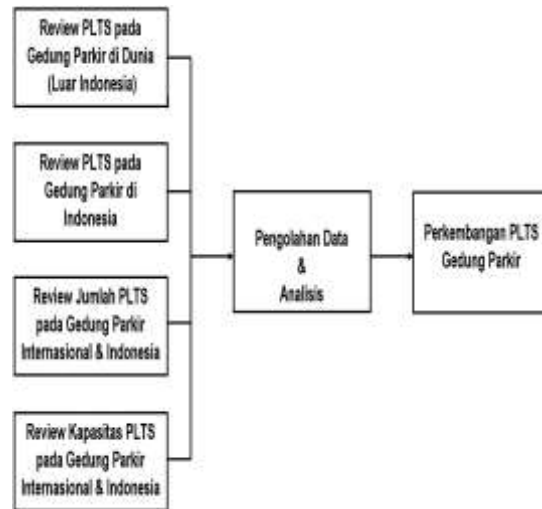 Review PLTS pada
Gedung Parkir di Dunia
(Luar Indonesia)
Review PLTS pada
Gedung Parkir di
Indonesia
Review Jumlah PLTS
pada Gedung Parkir
Internasional & Indonesia
Review Kapasitas PLTS
pada Gedung Parkir
Internasional & Indonesia
Pengolahan Data
&
Analisis
Perkembangan PLTS
Gedung Parkir